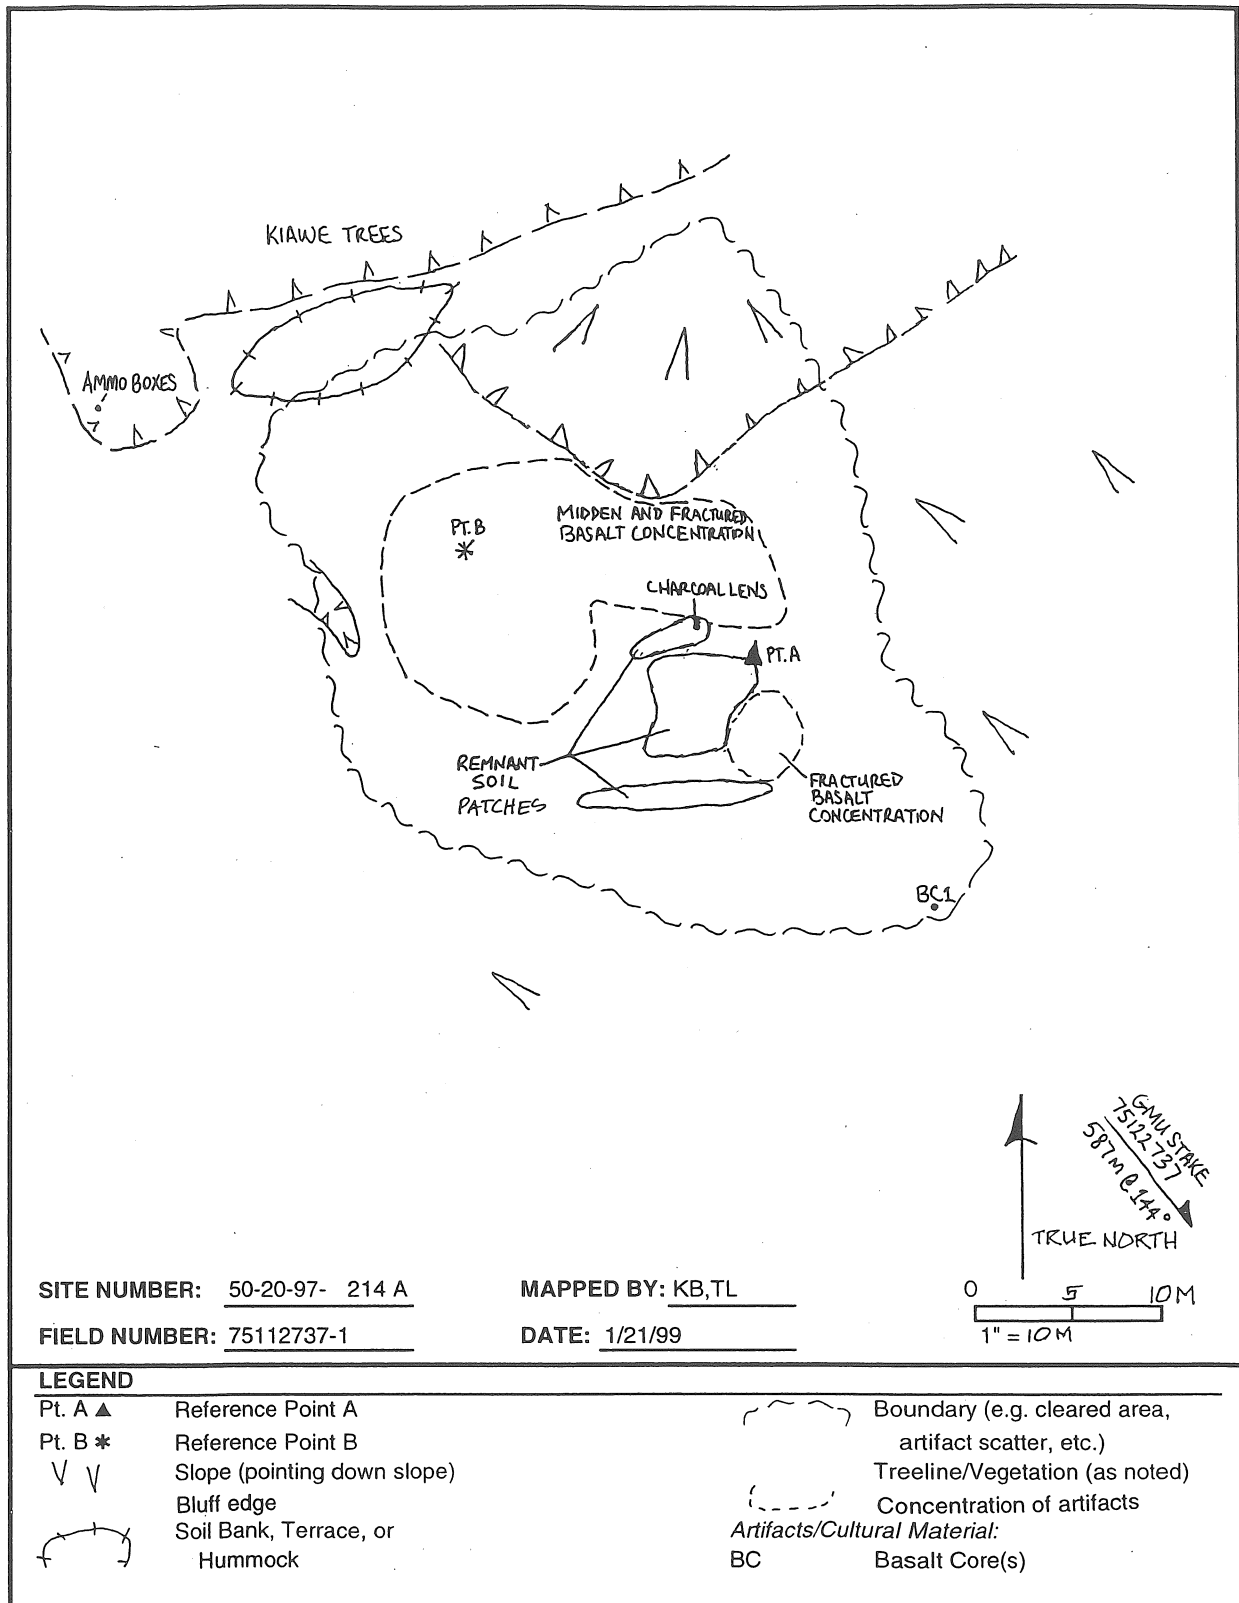 KIAWE TREES
AMMO BOXES
PT. B
MIDDEN AND FRACTURED
BASALT CONCENTRATION
CHARCOAL LENS
PT. A
REMNANT
SOIL
PATCHES
FRACTURED
BASALT
CONCENTRATION
BC1
GMU STAKE
75122737
587M @ 144°
TRUE NORTH
0 5 10M
1" = 10M
SITE NUMBER: 50-20-97- 214 A
MAPPED BY: KB,TL
FIELD NUMBER: 75112737-1
DATE: 1/21/99
LEGEND
Pt. A Reference Point A
Pt. B Reference Point B
Slope (pointing down slope)
Bluff edge
Soil Bank, Terrace, or
Hummock
Boundary (e.g. cleared area,
artifact scatter, etc.)
Treeline/Vegetation (as noted)
Concentration of artifacts
Artifacts/Cultural Material:
BC Basalt Core(s)